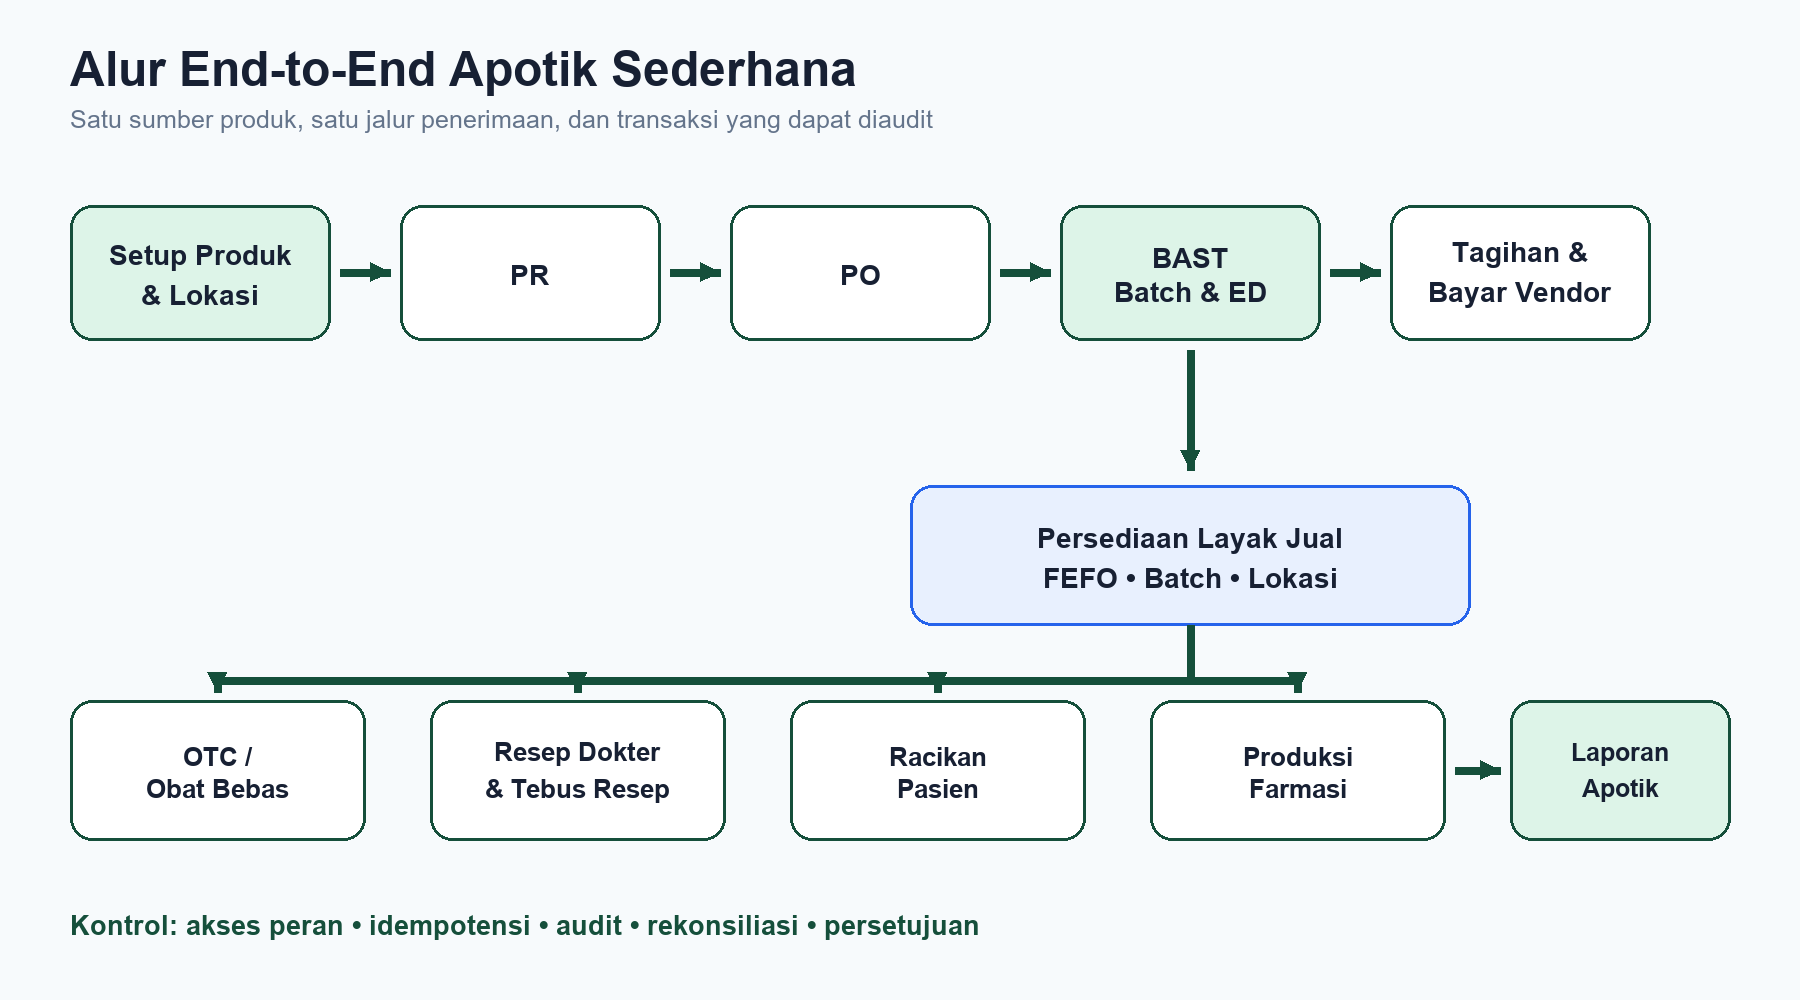 Alur End-to-End Apotik Sederhana
Satu sumber produk, satu jalur penerimaan, dan transaksi yang dapat diaudit
Setup Produk
& Lokasi
PR
PO
BAST
Batch & ED
Tagihan &
Bayar Vendor
Persediaan Layak Jual
FEFO • Batch • Lokasi
OTC /
Obat Bebas
Resep Dokter
& Tebus Resep
Racikan
Pasien
Produksi
Farmasi
Laporan
Apotik
Kontrol: akses peran • idempotensi • audit • rekonsiliasi • persetujuan